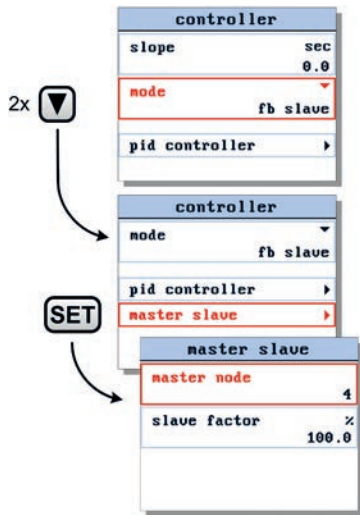 controller
slope sec
0.0
mode
fb slave
pid controller
2x
controller
mode
fb slave
pid controller
master slave
SET
master slave
master node
4
slave factor %
100.0